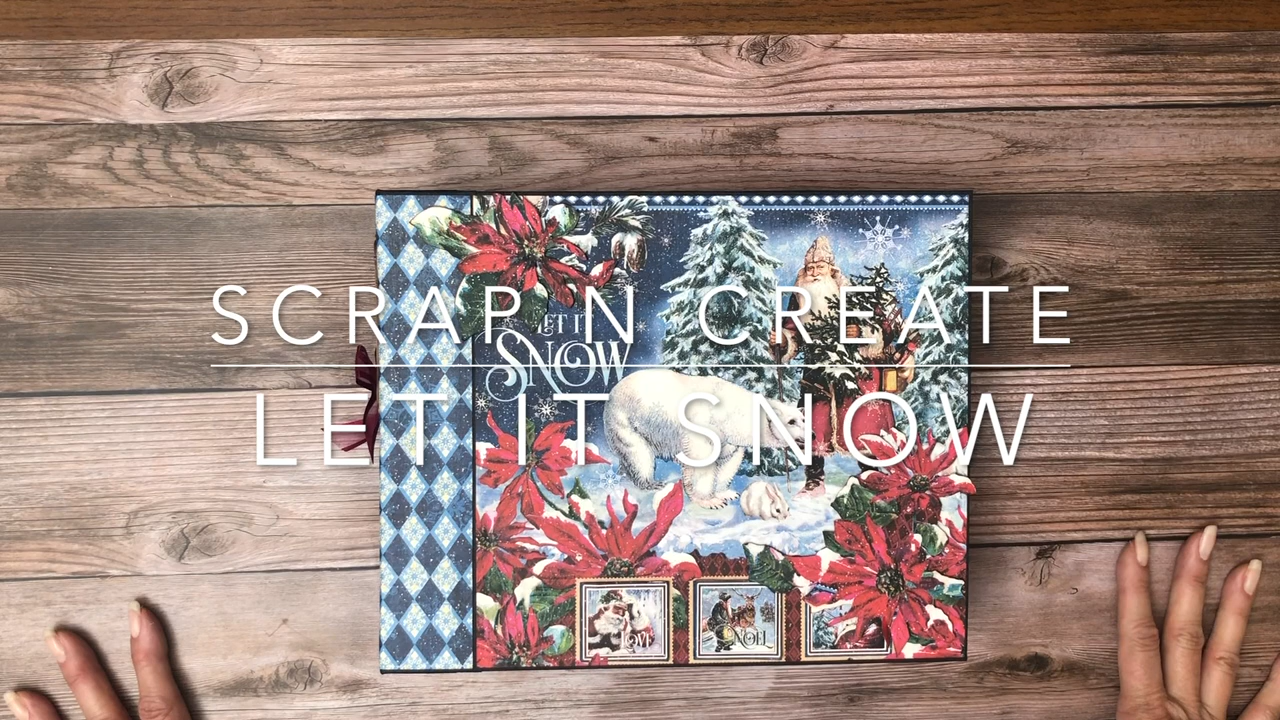 SCRAP N CREATE
LET IT SNOW
LET IT
SNOW
LOVE
NOEL